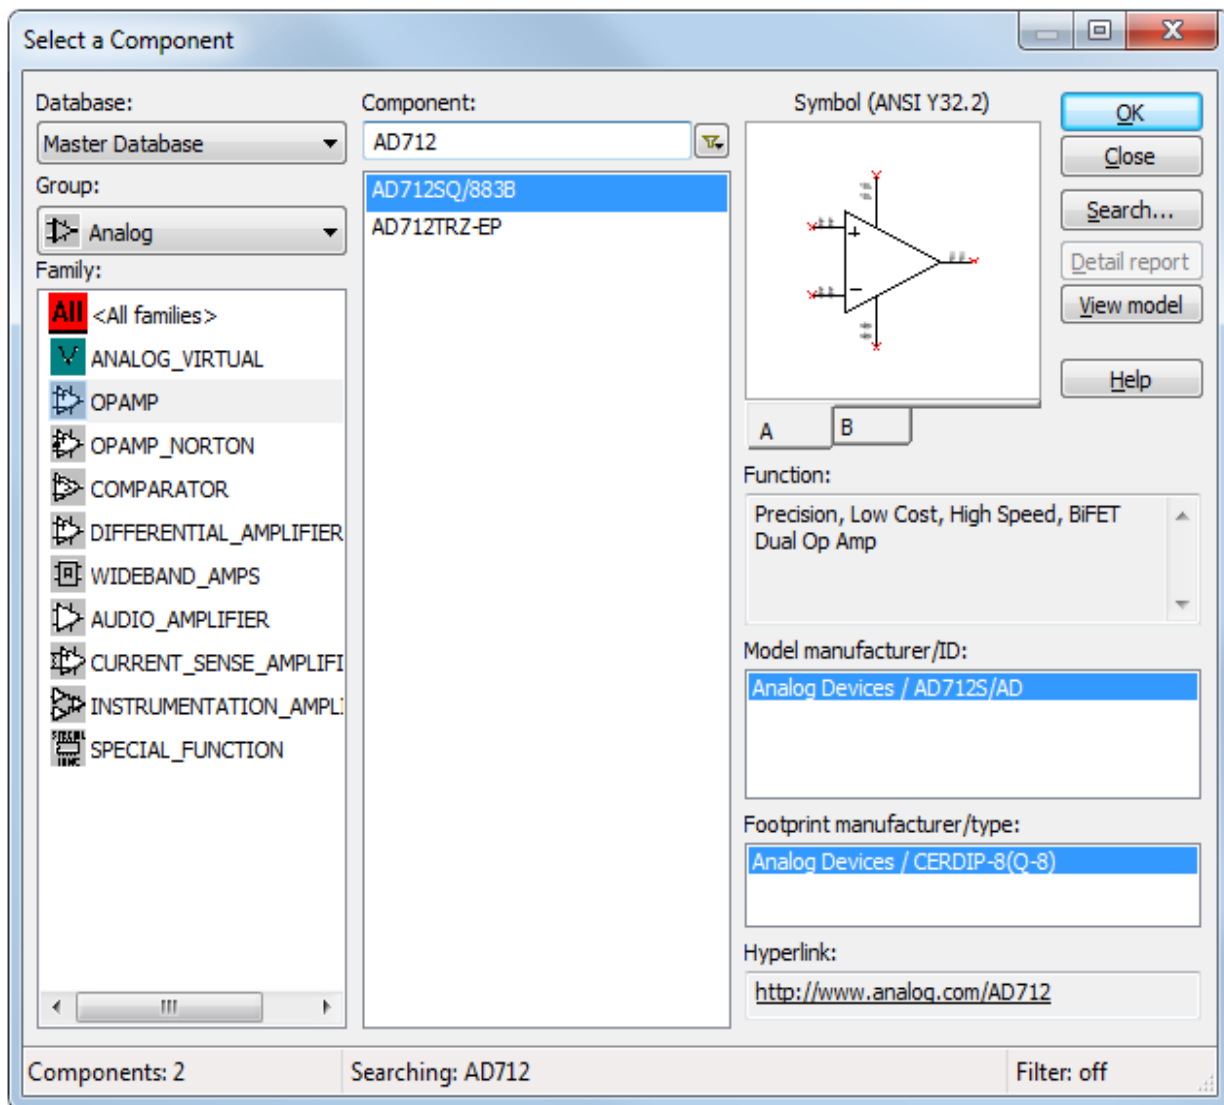 Select a Component
Database:
Master Database
Group:
Analog
Family:
All <All families>
ANALOG_VIRTUAL
OPAMP
OPAMP_NORTON
COMPARATOR
DIFFERENTIAL_AMPLIFIER
WIDEBAND_AMPS
AUDIO_AMPLIFIER
CURRENT_SENSE_AMPLIFI
INSTRUMENTATION_AMPL
SPECIAL_FUNCTION
Component:
AD712
AD712SQ/883B
AD712TRZ-EP
Symbol (ANSI Y32.2)
A
B
Function:
Precision, Low Cost, High Speed, BiFET
Dual Op Amp
Model manufacturer/ID:
Analog Devices / AD712S/AD
Footprint manufacturer/type:
Analog Devices / CERDIP-8(Q-8)
Hyperlink:
http://www.analog.com/AD712
OK
Close
Search...
Detail report
View model
Help
Components: 2
Searching: AD712
Filter: off